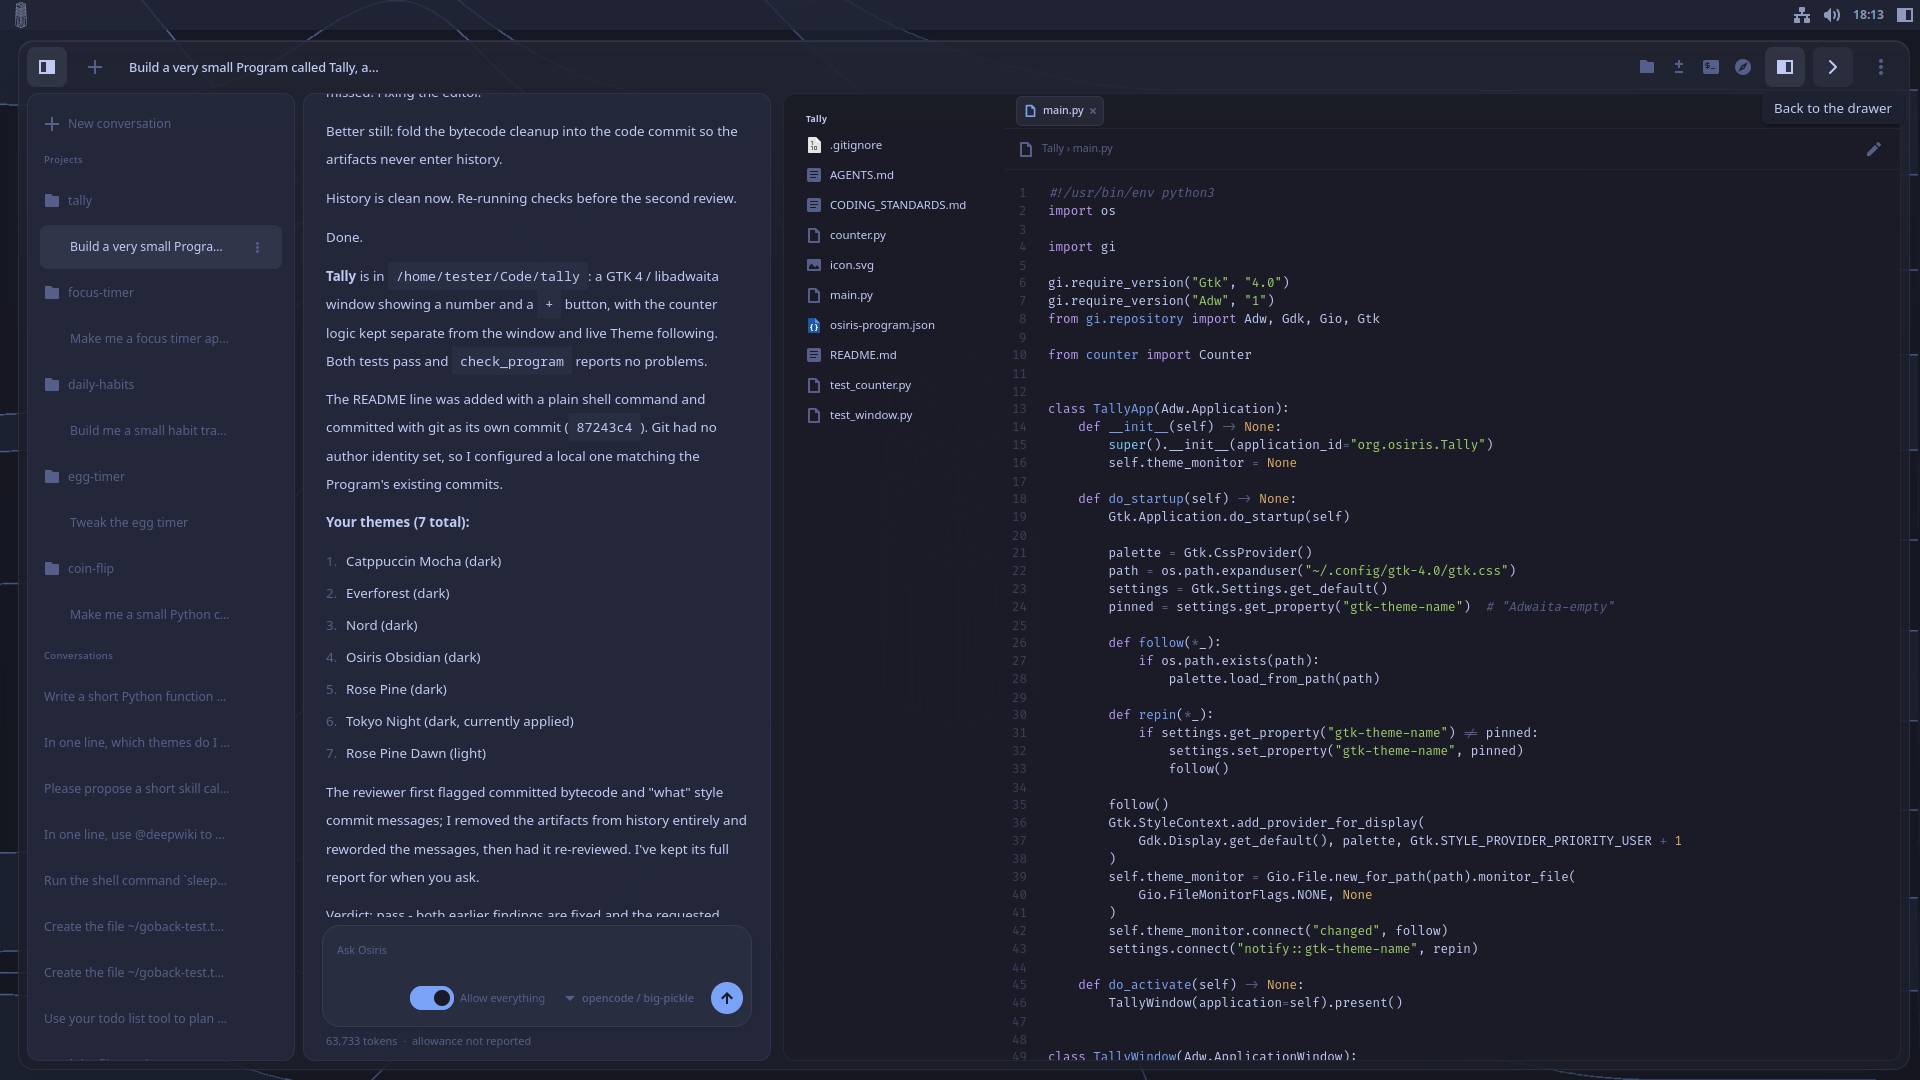 18:13
Build a very small Program called Tally, a...
Back to the drawer
New conversation
Projects
tally
Build a very small Progra...
focus-timer
Make me a focus timer ap...
daily-habits
Build me a small habit tra...
egg-timer
Tweak the egg timer
coin-flip
Make me a small Python c...
Conversations
Write a short Python function ...
In one line, which themes do I ...
Please propose a short skill cal...
In one line, use @deepwiki to ...
Run the shell command `sleep...
Create the file ~/goback-test.t...
Create the file ~/goback-test.t...
Use your todo list tool to plan ...
missed. Fixing the editor.
Better still: fold the bytecode cleanup into the code commit so the
artifacts never enter history.
History is clean now. Re-running checks before the second review.
Done.
Tally is in /home/tester/Code/tally : a GTK 4 / libadwaita
window showing a number and a + button, with the counter
logic kept separate from the window and live Theme following.
Both tests pass and check_program reports no problems.
The README line was added with a plain shell command and
committed with git as its own commit ( 87243c4 ). Git had no
author identity set, so I configured a local one matching the
Program's existing commits.
Your themes (7 total):
1. Catppuccin Mocha (dark)
2. Everforest (dark)
3. Nord (dark)
4. Osiris Obsidian (dark)
5. Rose Pine (dark)
6. Tokyo Night (dark, currently applied)
7. Rose Pine Dawn (light)
The reviewer first flagged committed bytecode and "what" style
commit messages; I removed the artifacts from history entirely and
reworded the messages, then had it re-reviewed. I've kept its full
report for when you ask.
Verdict: pass - both earlier findings are fixed and the requested
Ask Osiris
Allow everything
opencode / big-pickle
63,733 tokens · allowance not reported
Tally
.gitignore
AGENTS.md
CODING_STANDARDS.md
counter.py
icon.svg
main.py
osiris-program.json
README.md
test_counter.py
test_window.py
main.py ×
Tally › main.py
1 #!/usr/bin/env python3
2 import os
3
4 import gi
5
6 gi.require_version("Gtk", "4.0")
7 gi.require_version("Adw", "1")
8 from gi.repository import Adw, Gdk, Gio, Gtk
9
10 from counter import Counter
11
12
13 class TallyApp(Adw.Application):
14 def __init__(self) -> None:
15 super().__init__(application_id="org.osiris.Tally")
16 self.theme_monitor = None
17
18 def do_startup(self) -> None:
19 Gtk.Application.do_startup(self)
20
21 palette = Gtk.CssProvider()
22 path = os.path.expanduser("~/.config/gtk-4.0/gtk.css")
23 settings = Gtk.Settings.get_default()
24 pinned = settings.get_property("gtk-theme-name") # "Adwaita-empty"
25
26 def follow(*_):
27 if os.path.exists(path):
28 palette.load_from_path(path)
29
30 def repin(*_):
31 if settings.get_property("gtk-theme-name") != pinned:
32 settings.set_property("gtk-theme-name", pinned)
33 follow()
34
35 follow()
36 Gtk.StyleContext.add_provider_for_display(
37 Gdk.Display.get_default(), palette, Gtk.STYLE_PROVIDER_PRIORITY_USER + 1
38 )
39 self.theme_monitor = Gio.File.new_for_path(path).monitor_file(
40 Gio.FileMonitorFlags.NONE, None
41 )
42 self.theme_monitor.connect("changed", follow)
43 settings.connect("notify::gtk-theme-name", repin)
44
45 def do_activate(self) -> None:
46 TallyWindow(application=self).present()
47
48
49 class TallyWindow(Adw.ApplicationWindow):